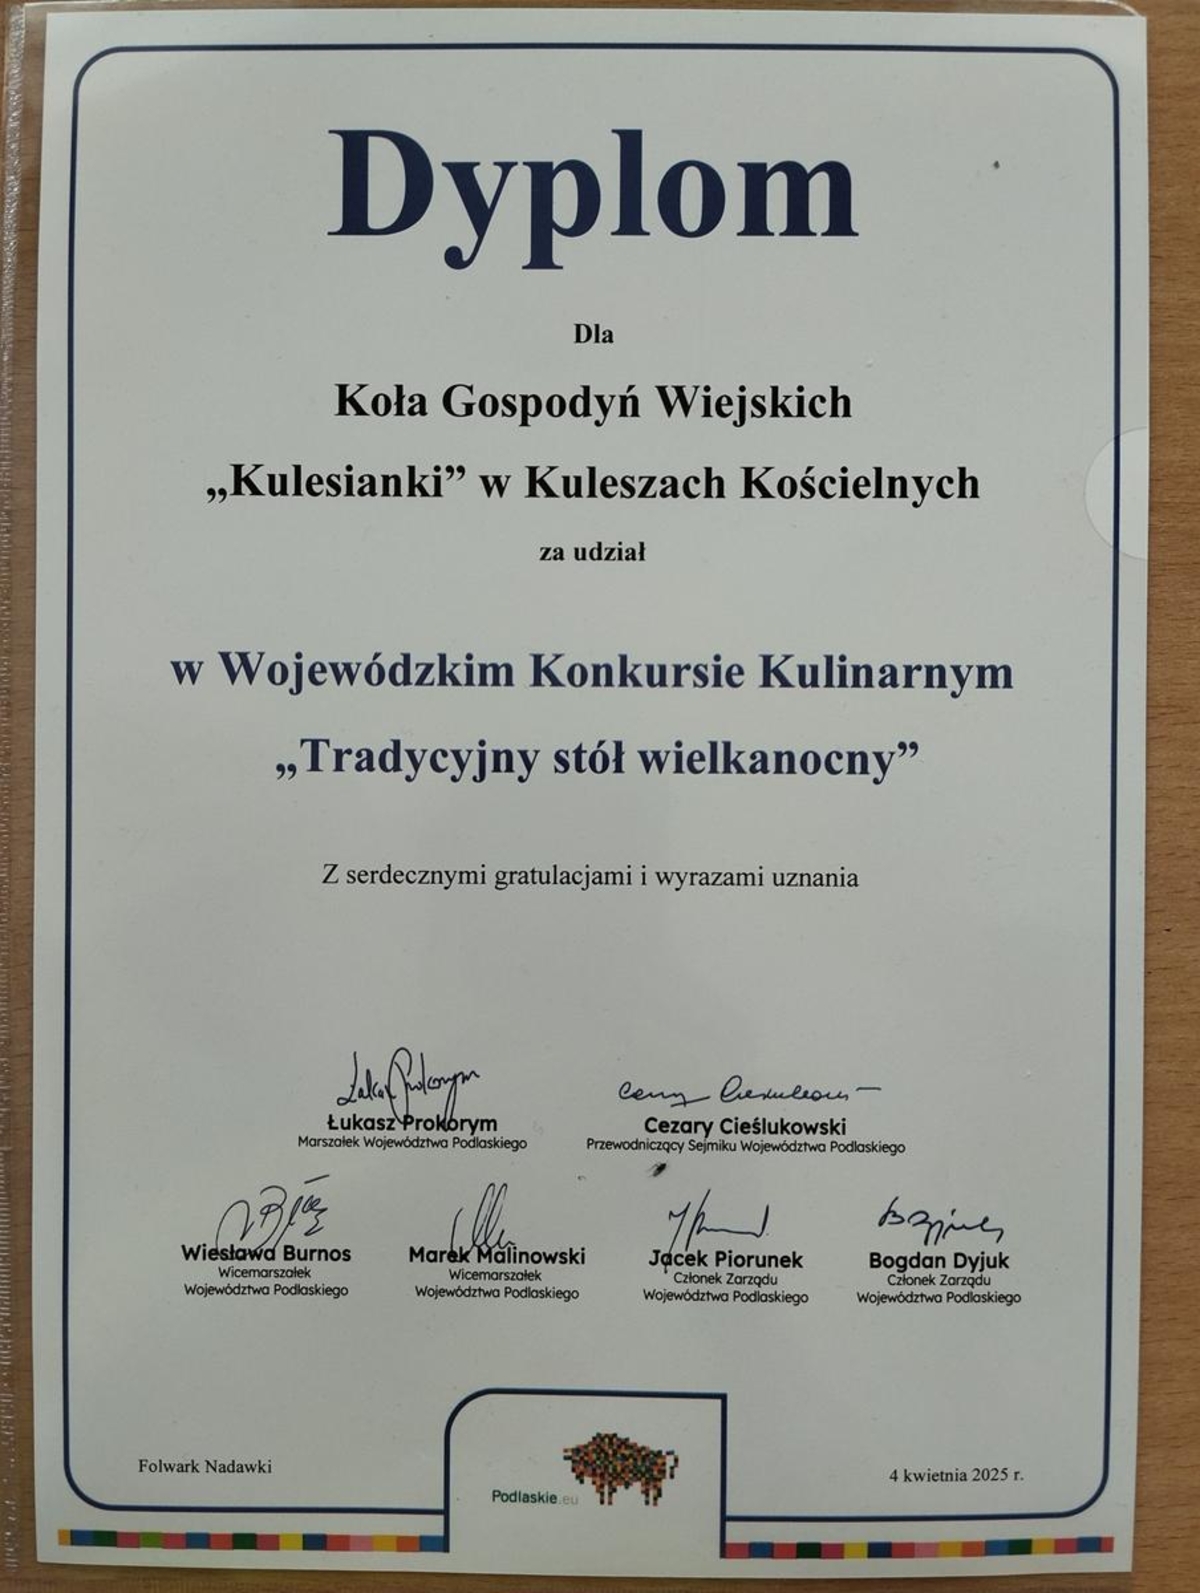 Dyplom
Dla
Koła Gospodyń Wiejskich
„Kulesianki” w Kuleszach Kościelnych
za udział
w Wojewódzkim Konkursie Kulinarnym
„Tradycyjny stół wielkanocny”
Z serdecznymi gratulacjami i wyrazami uznania
Łukasz Prokorym
Marszałek Województwa Podlaskiego
Cezary Cieślukowski
Przewodniczący Sejmiku Województwa Podlaskiego
Wiesława Burnos
Wicemarszałek
Województwa Podlaskiego
Marek Malinowski
Wicemarszałek
Województwa Podlaskiego
Jacek Piorunek
Członek Zarządu
Województwa Podlaskiego
Bogdan Dyjuk
Członek Zarządu
Województwa Podlaskiego
Folwark Nadawki
Podlaskie.eu
4 kwietnia 2025 r.